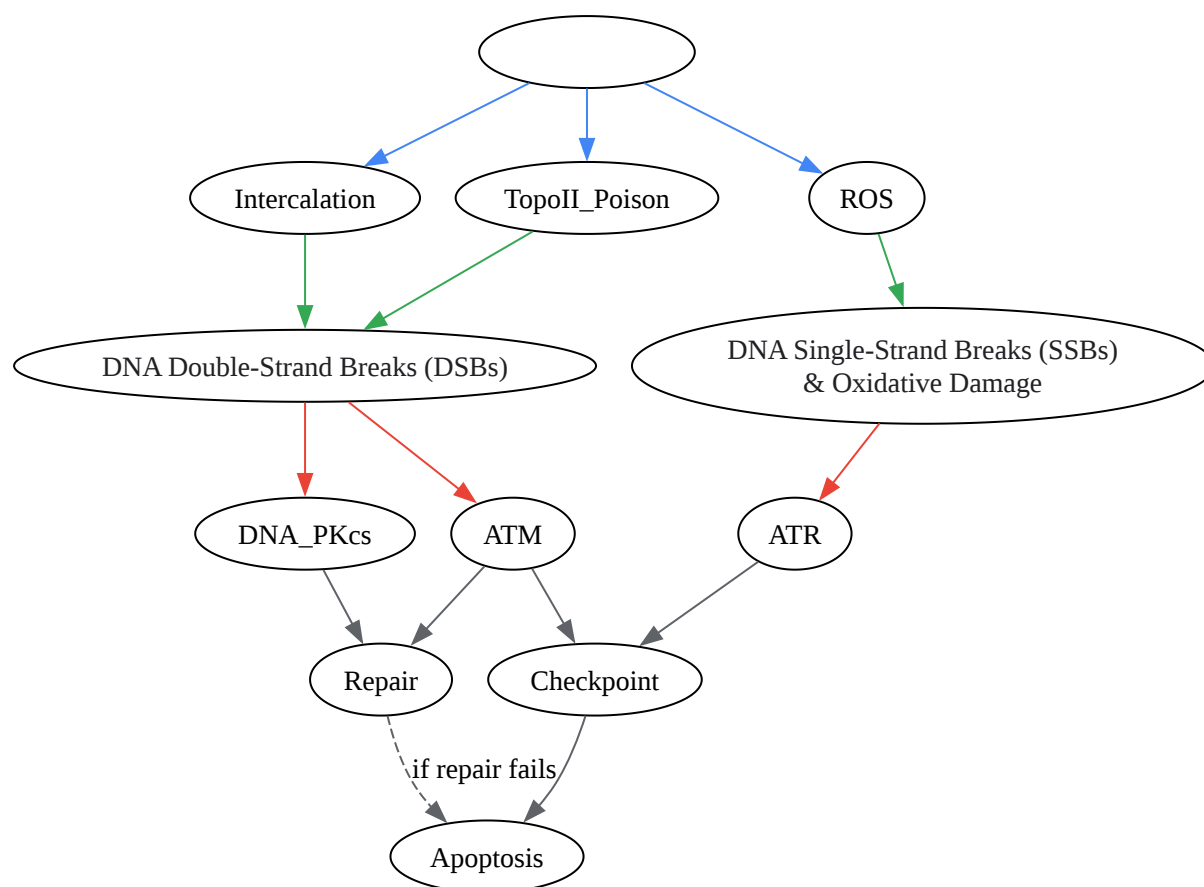 Intercalation
TopoII_Poison
ROS
DNA Double-Strand Breaks (DSBs)
DNA Single-Strand Breaks (SSBs)
& Oxidative Damage
DNA_PKcs
ATM
ATR
Repair
Checkpoint
if repair fails
Apoptosis